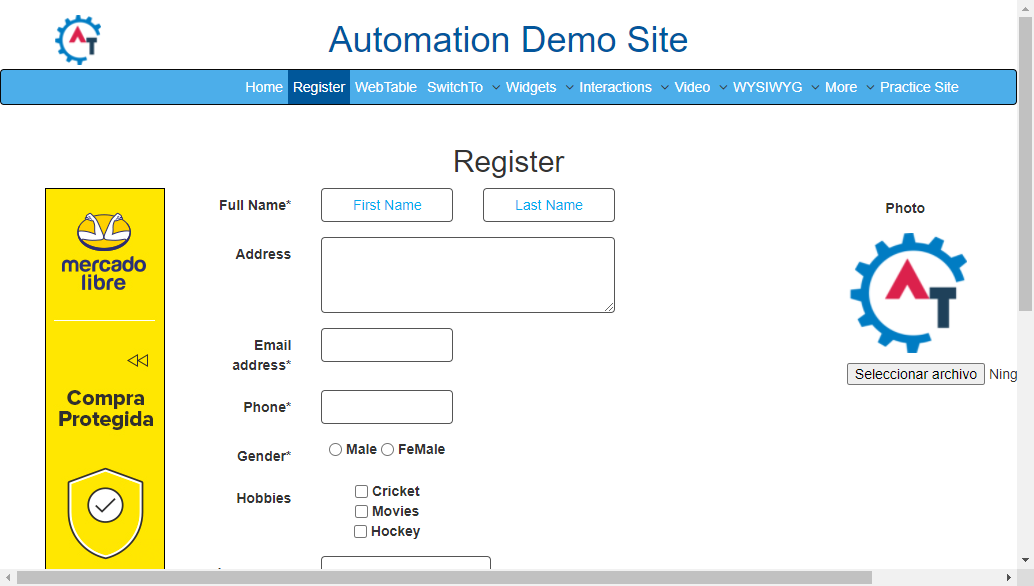 Automation Demo Site
Home Register WebTable SwitchTo Widgets Interactions Video WYSIWYG More Practice Site
Register
mercado
libre
Compra
Protegida
Full Name*
First Name
Last Name
Address
Email
address*
Phone*
Gender*
Male
FeMale
Hobbies
Cricket
Movies
Hockey
Photo
AT
Seleccionar archivo
Ning